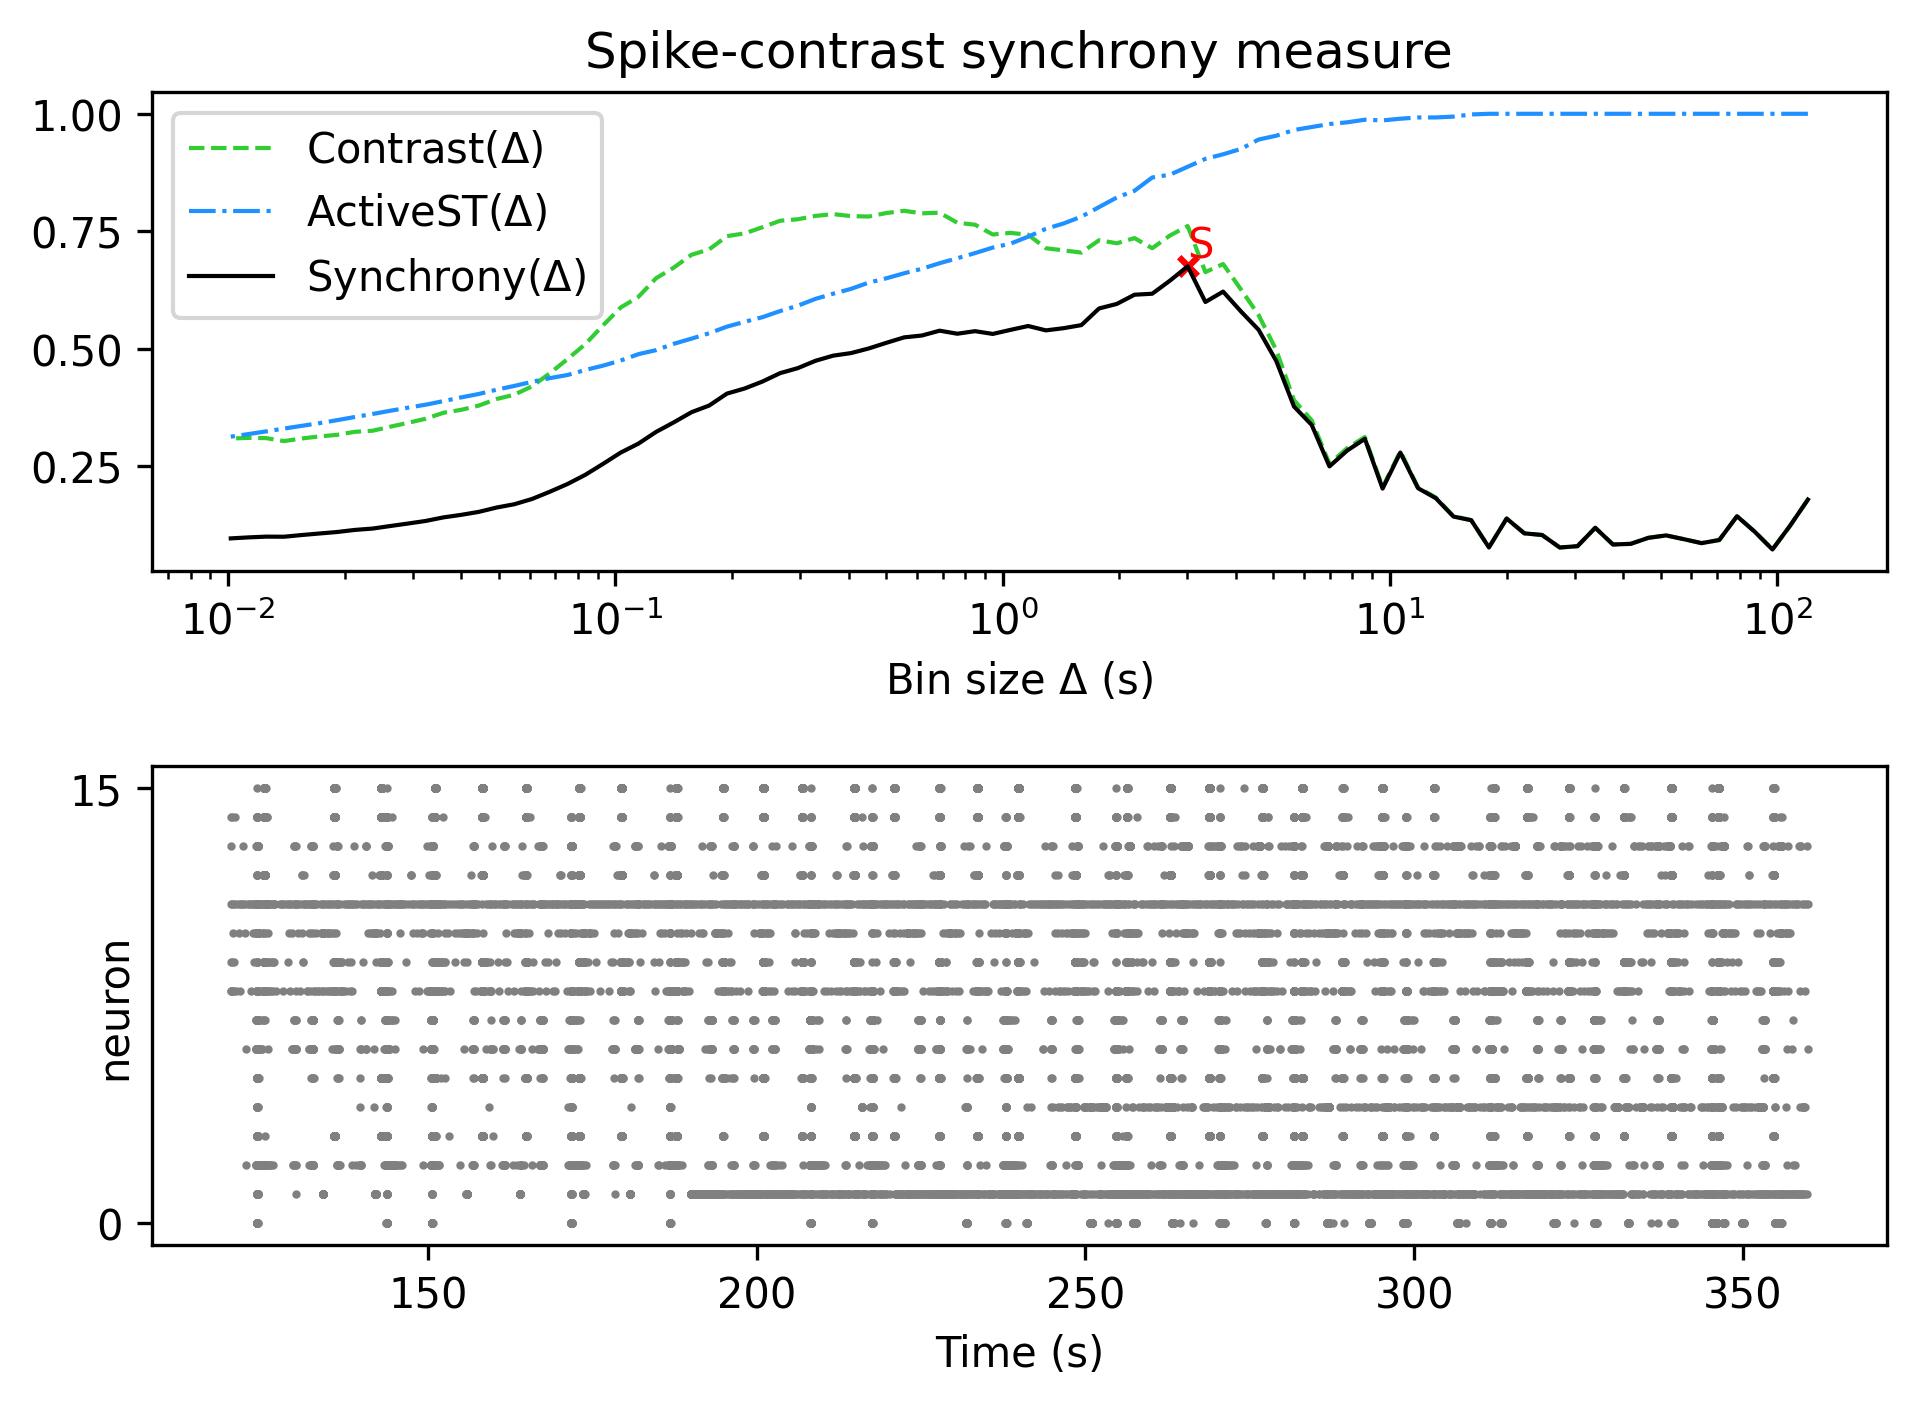 Spike-contrast synchrony measure
1.00
0.75
0.50
0.25
Contrast(Δ)
ActiveST(Δ)
Synchrony(Δ)
S
10⁻² 10⁻¹ 10⁰ 10¹ 10²
Bin size Δ (s)
15
0
neuron
150 200 250 300 350
Time (s)